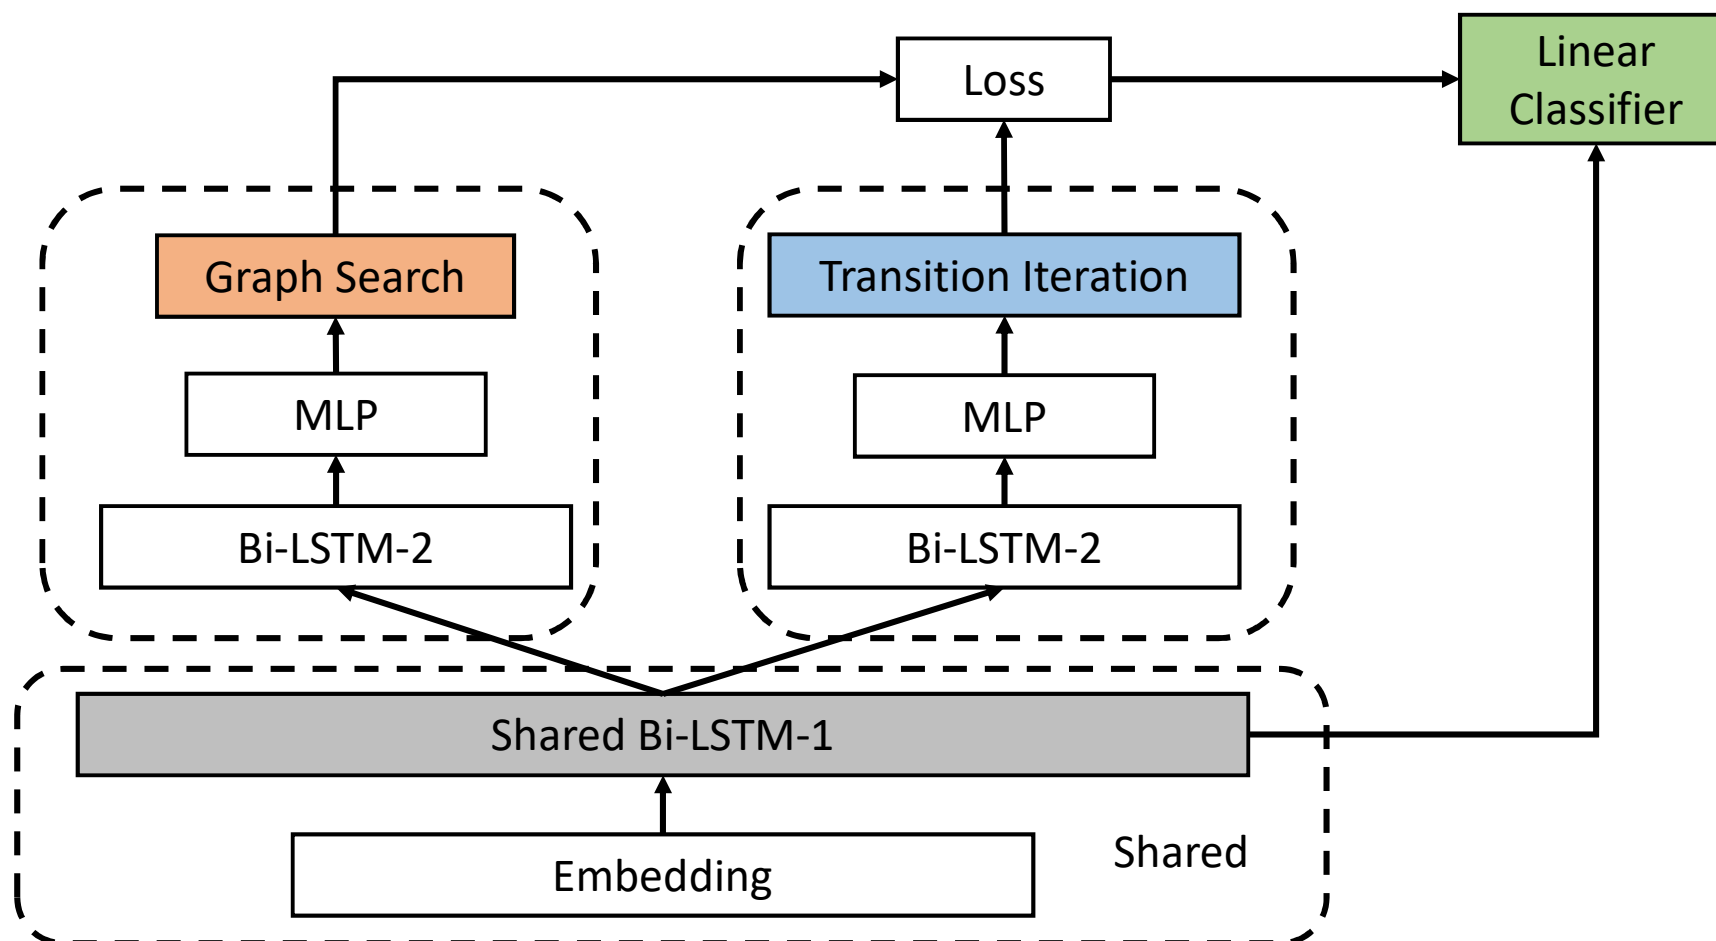 Loss
Linear
Classifier
Graph Search
Transition Iteration
MLP
MLP
Bi-LSTM-2
Bi-LSTM-2
Shared Bi-LSTM-1
Shared
Embedding